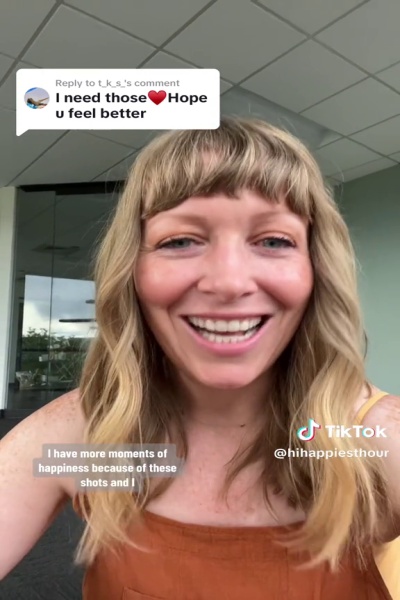 Reply to t_k_s_'s comment
I need those❤️Hope
u feel better
TikTok
@hihappiesthour
I have more moments of
happiness because of these
shots and I